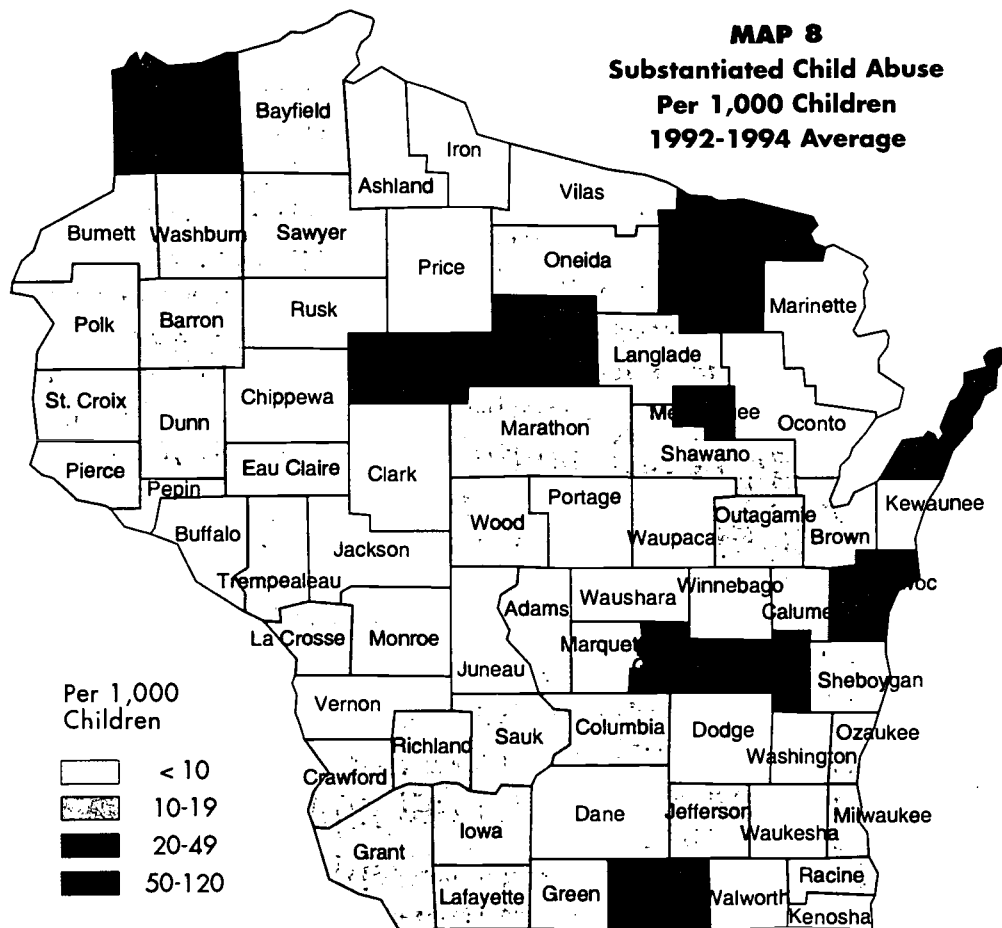 MAP 8
Substantiated Child Abuse
Per 1,000 Children
1992-1994 Average
Bayfield
Iron
Ashland
Vilas
Burnett
Washburn
Sawyer
Price
Oneida
Marinette
Polk
Barron
Rusk
Langlade
St. Croix
Dunn
Chippewa
Marathon
Oconto
Shawano
Pierce
Eau Claire
Clark
Pepin
Portage
Kewaunee
Wood
Waupaca
Outagamie
Brown
Buffalo
Jackson
Trempealeau
Adams
Waushara
Winnebago
La Crosse
Monroe
Juneau
Sheboygan
Vernon
Richland
Sauk
Columbia
Dodge
Ozaukee
Washington
Crawford
Dane
Jefferson
Milwaukee
Waukesha
Iowa
Grant
Lafayette
Green
Walworth
Racine
Kenosha
Per 1,000
Children
< 10
10-19
20-49
50-120